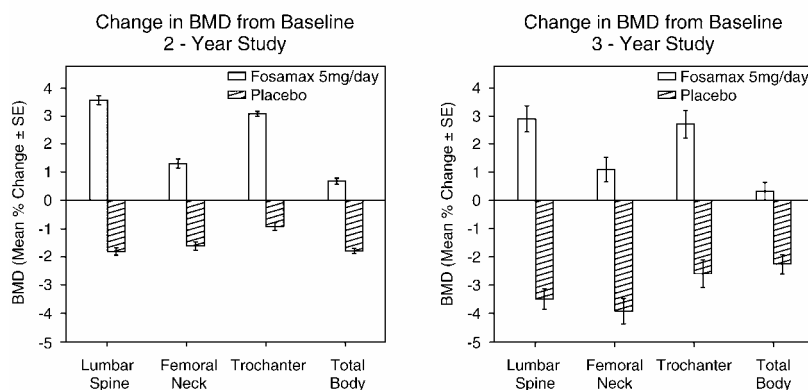 Change in BMD from Baseline
2 - Year Study
BMD (Mean % Change ± SE)
4
3
2
1
0
-1
-2
-3
-4
-5
Fosamax 5mg/day
Placebo
Lumbar Spine
Femoral Neck
Trochanter
Total Body
Change in BMD from Baseline
3 - Year Study
BMD (Mean % Change ± SE)
4
3
2
1
0
-1
-2
-3
-4
-5
Fosamax 5mg/day
Placebo
Lumbar Spine
Femoral Neck
Trochanter
Total Body